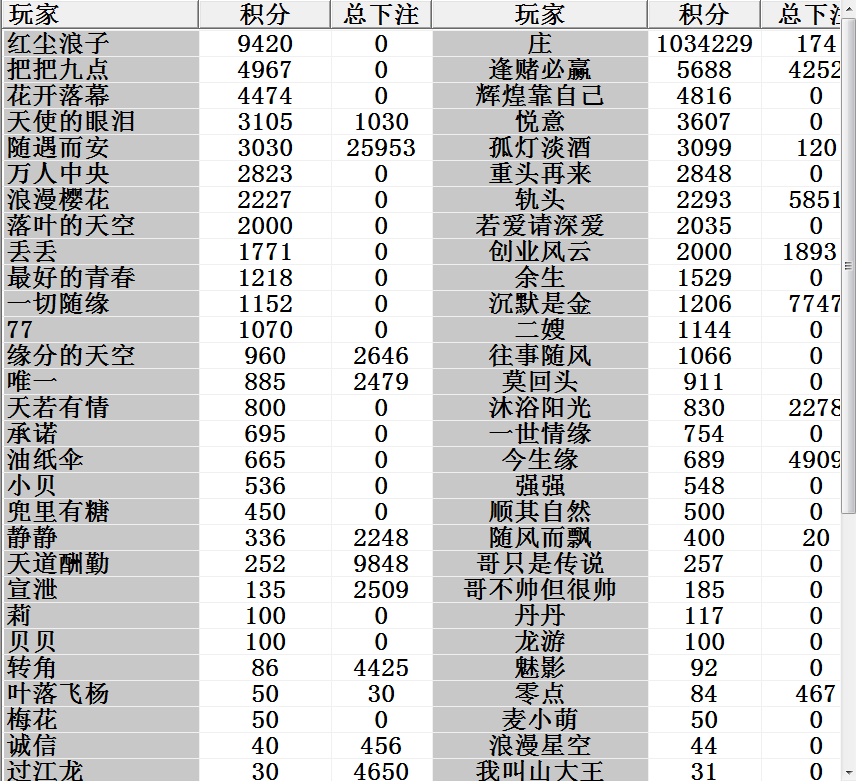 玩家 积分 总下注 玩家 积分 总下注
红尘浪子 9420 0 庄 1034229 174
把把九点 4967 0 逢赌必赢 5688 4252
花开落幕 4474 0 辉煌靠自己 4816 0
天使的眼泪 3105 1030 悦意 3607 0
随遇而安 3030 25953 孤灯淡酒 3099 120
万人中央 2823 0 重头再来 2848 0
浪漫樱花 2227 0 轨头 2293 5851
落叶的天空 2000 0 若爱请深爱 2035 0
丢丢 1771 0 创业风云 2000 1893
最好的青春 1218 0 余生 1529 0
一切随缘 1152 0 沉默是金 1206 7747
77 1070 0 二嫂 1144 0
缘分的天空 960 2646 往事随风 1066 0
唯一 885 2479 莫回头 911 0
天若有情 800 0 沐浴阳光 830 2278
承诺 695 0 一世情缘 754 0
油纸伞 665 0 今生缘 689 4909
小贝 536 0 强强 548 0
兜里有糖 450 0 顺其自然 500 0
静静 336 2248 随风而飘 400 20
天道酬勤 252 9848 哥只是传说 257 0
宣泄 135 2509 哥不帅但很帅 185 0
莉 100 0 丹丹 117 0
贝贝 100 0 龙游 100 0
转角 86 4425 魅影 92 0
叶落飞杨 50 30 零点 84 467
梅花 50 0 麦小萌 50 0
诚信 40 456 浪漫星空 44 0
过江龙 30 4650 我叫山大王 31 0